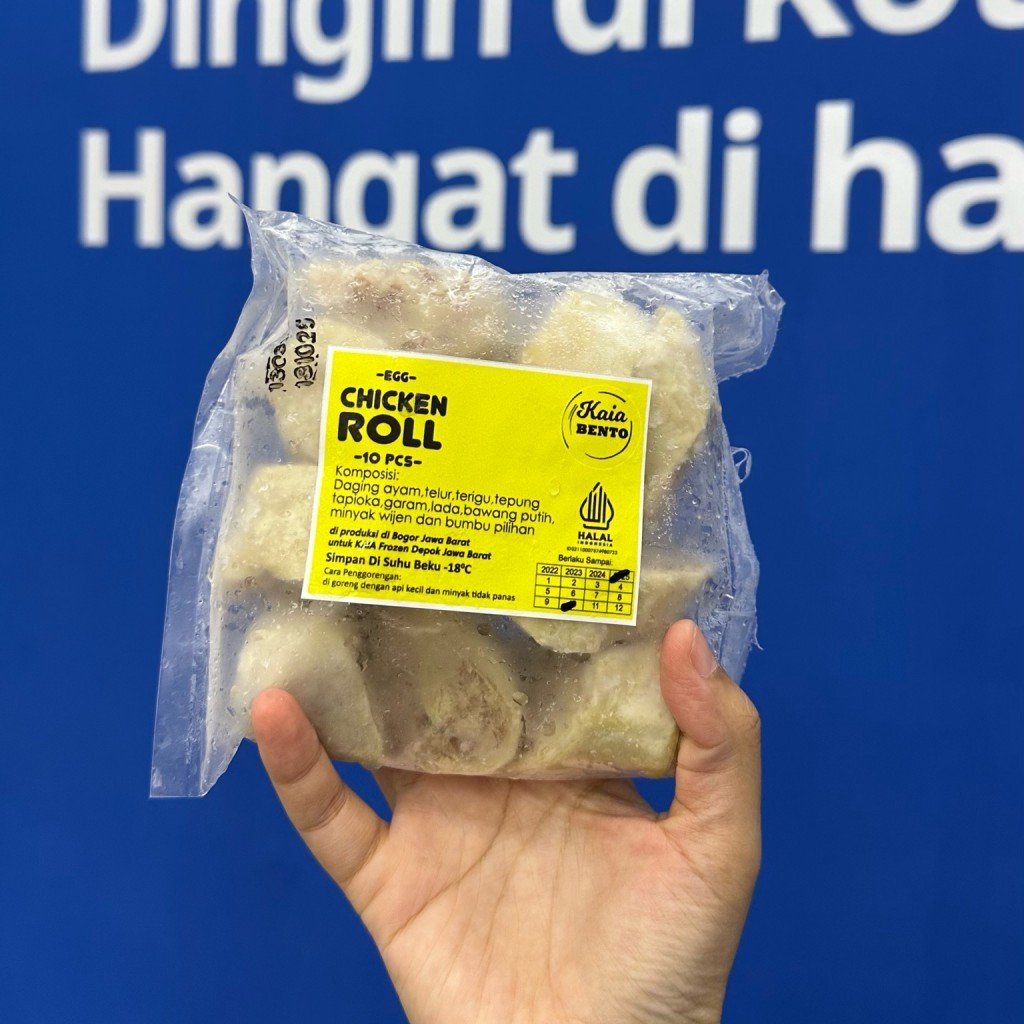 Dingin di
Hangat di ha
181025
-EGG-
CHICKEN
ROLL
-10 PCS-
Komposisi:
Daging ayam,telur,terigu,tepung
tapioka,garam,lada,bawang putih,
minyak wijen dan bumbu pilihan
di produksi di Bogor Jawa Barat
untuk KAIA Frozen Depok Jawa Barat
Simpan Di Suhu Beku -18°C
Cara Penggorengan:
di goreng dengan api kecil dan minyak tidak panas
Kaia
BENTO
HALAL
INDONESIA
Berlaku Sampai:
2022 2023 2024
1 2 3 4
5 6 7 8
9 11 12